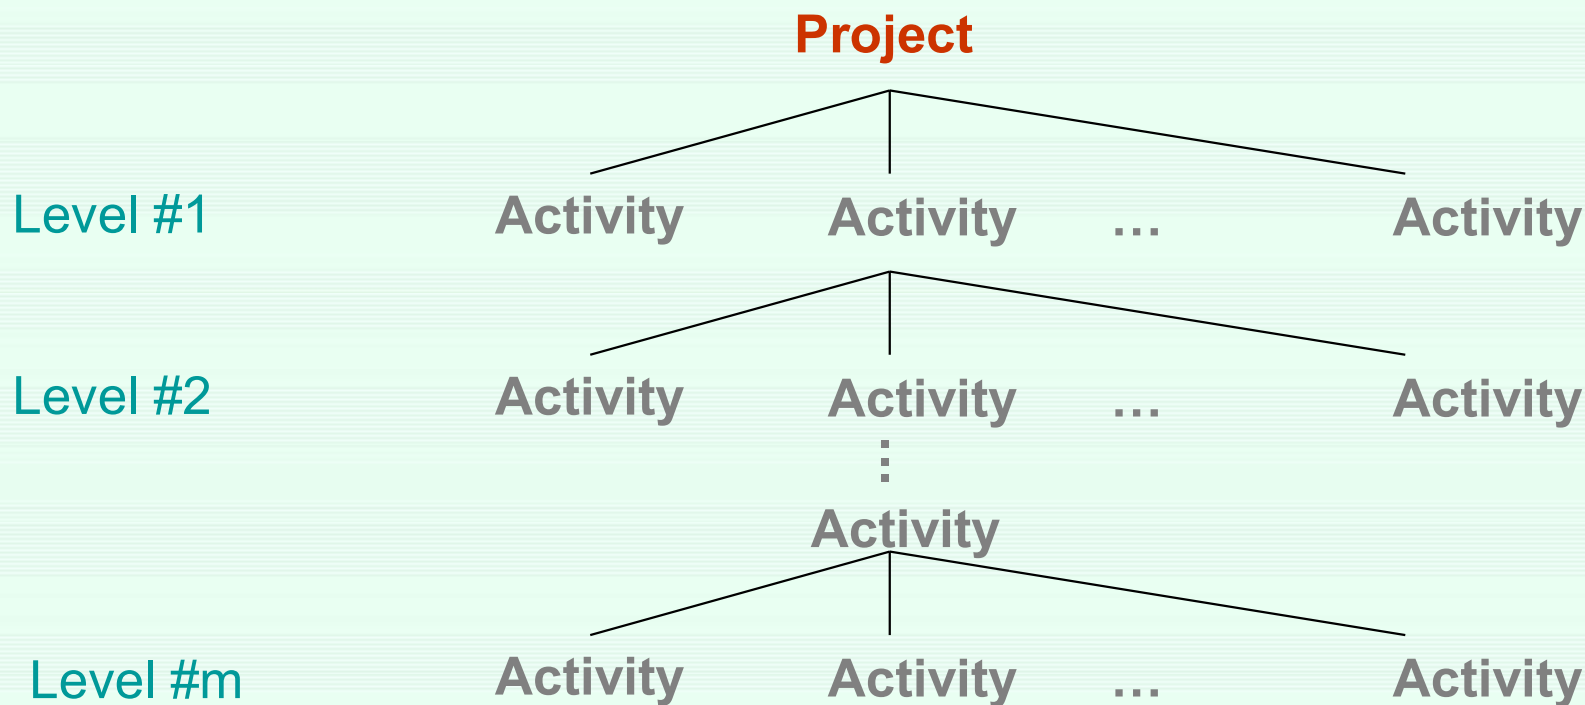 Project
Level #1 Activity Activity ... Activity
Level #2 Activity Activity ... Activity
⋮
Activity
Level #m Activity Activity ... Activity